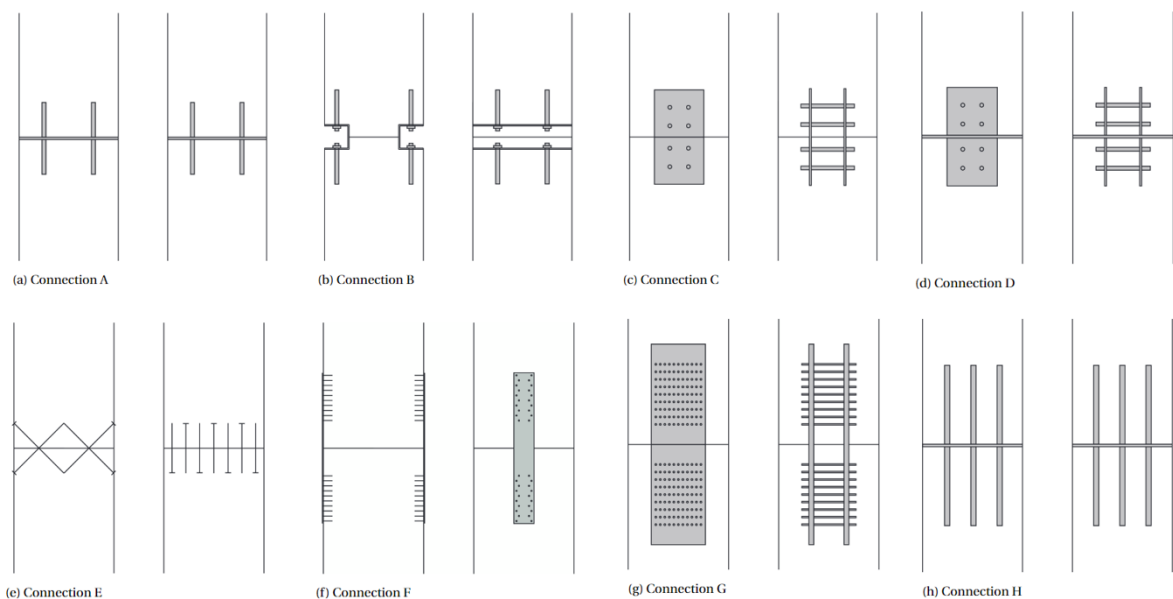 (a) Connection A
(b) Connection B
(c) Connection C
(d) Connection D
(e) Connection E
(f) Connection F
(g) Connection G
(h) Connection H